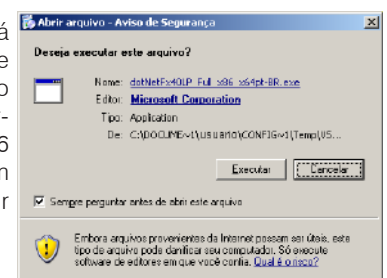 á
e
o
r-
6
n
r
Abrir arquivo - Aviso de Segurança
Deseja executar este arquivo?
Nome: dotNetFx40LP_Full_x86_x64pt-BR.exe
Editor: Microsoft Corporation
Tipo: Application
De: C:\DOCUME~1\usuario\CONFIG~1\Temp\VS...
Executar Cancelar
Sempre perguntar antes de abrir este arquivo
Embora arquivos provenientes da Internet possam ser úteis, este
tipo de arquivo pode danificar seu computador. Só execute
software de editores em que você confia. Qual é o risco?